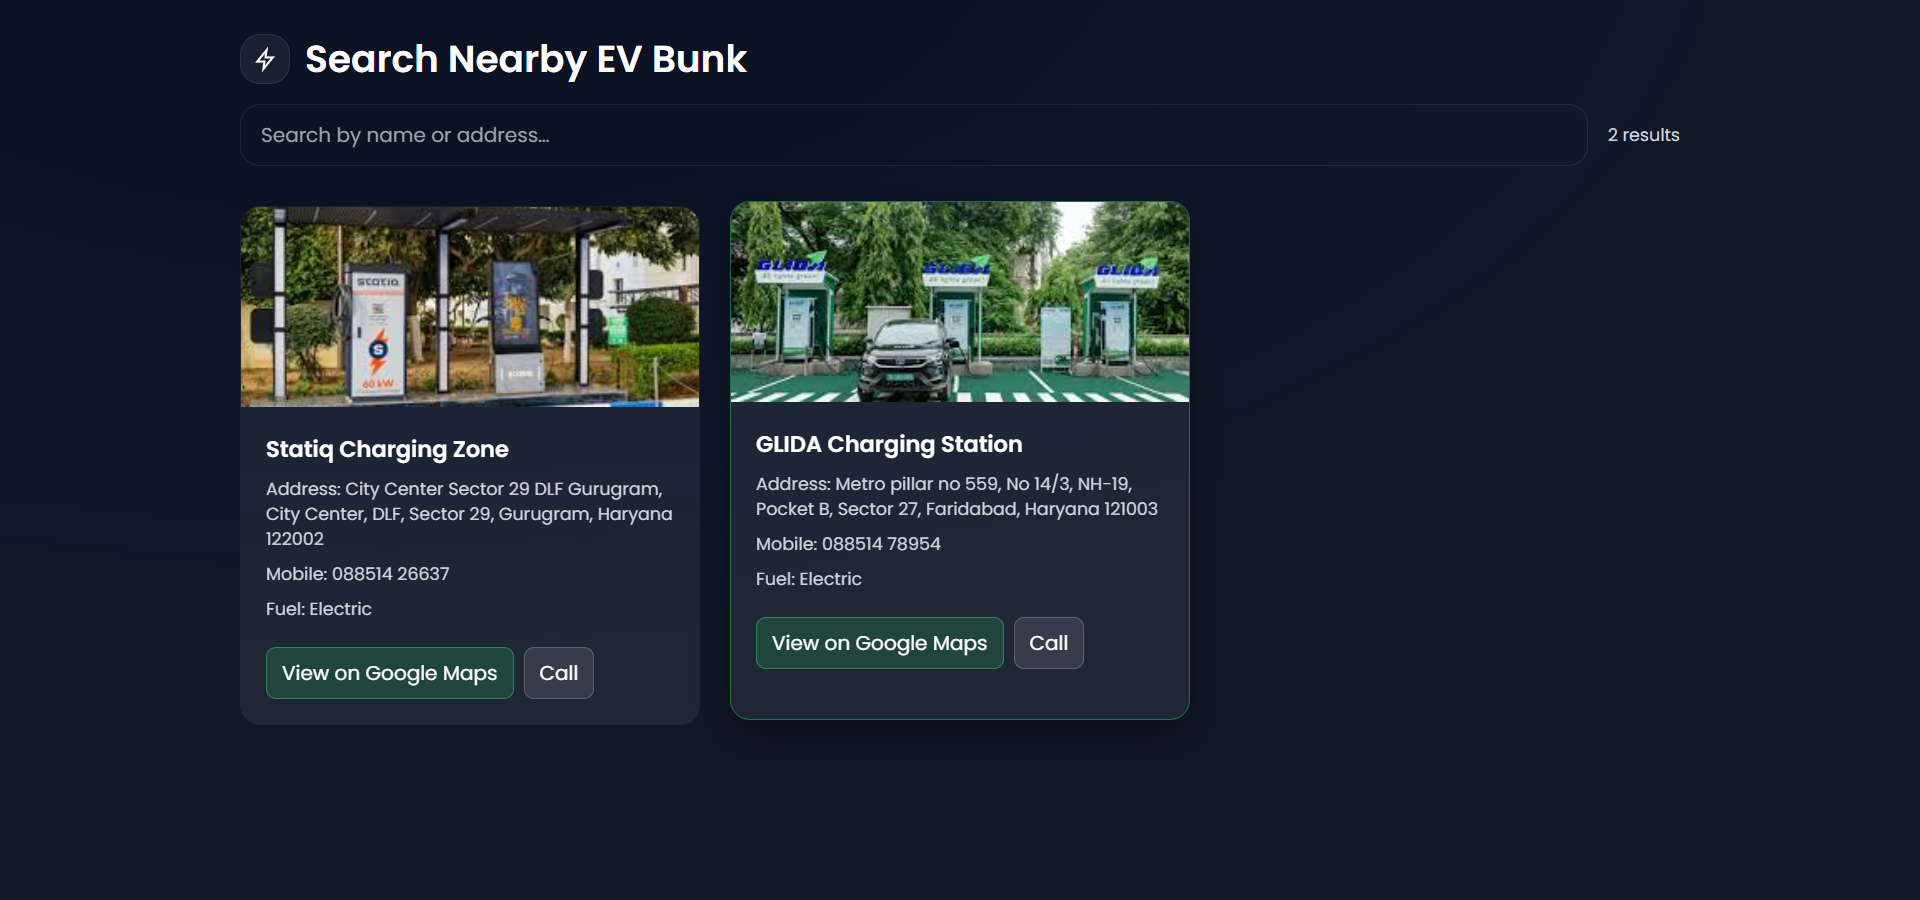 Search Nearby EV Bunk
Search by name or address...
2 results
STATIQ
60 kW
Statiq Charging Zone
Address: City Center Sector 29 DLF Gurugram,
City Center, DLF, Sector 29, Gurugram, Haryana
122002
Mobile: 088514 26637
Fuel: Electric
View on Google Maps
Call
GLIDA
GLIDA
GLIDA
GLIDA Charging Station
Address: Metro pillar no 559, No 14/3, NH-19,
Pocket B, Sector 27, Faridabad, Haryana 121003
Mobile: 088514 78954
Fuel: Electric
View on Google Maps
Call